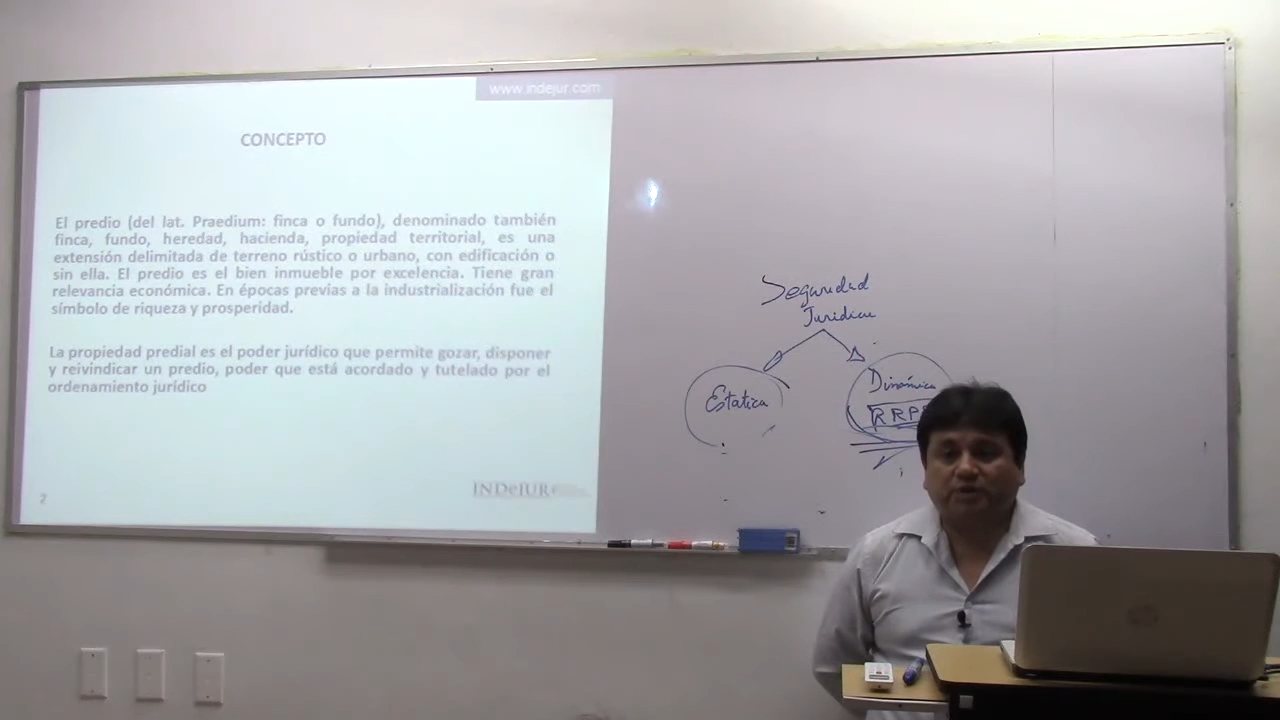 www.indejur.com
CONCEPTO
El predio (del lat. Praedium: finca o fundo), denominado también
finca, fundo, heredad, hacienda, propiedad territorial, es una
extensión delimitada de terreno rústico o urbano, con edificación o
sin ella. El predio es el bien inmueble por excelencia. Tiene gran
relevancia económica. En épocas previas a la industrialización fue el
símbolo de riqueza y prosperidad.
La propiedad predial es el poder jurídico que permite gozar, disponer
y reivindicar un predio, poder que está acordado y tutelado por el
ordenamiento jurídico
2
INDeJUR
Seguridad
Juridica
Estatica
Dinámica
RRP